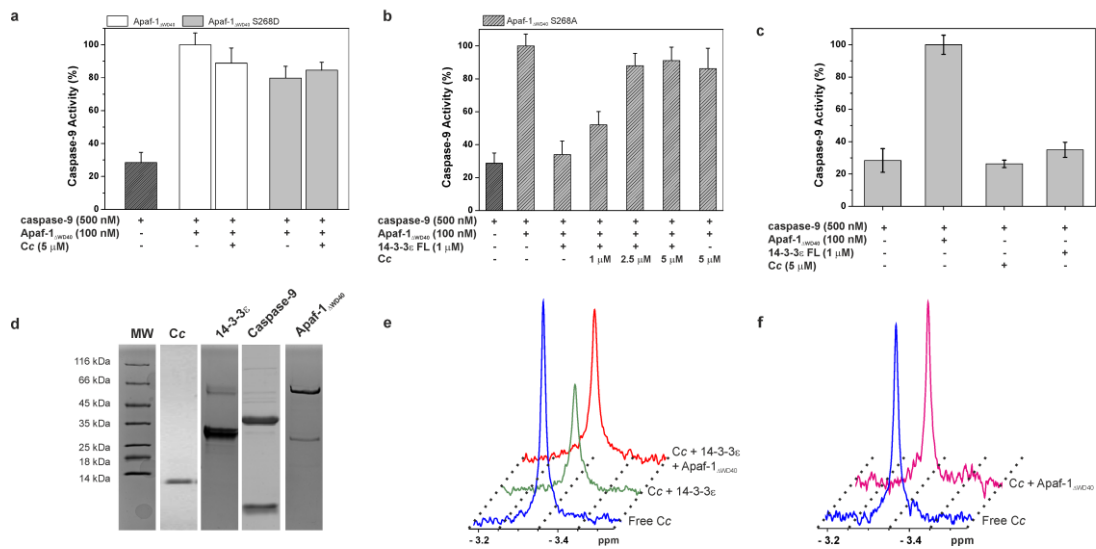 a
Apaf-1ΔWD40 Apaf-1ΔWD40 S268D
Caspase-9 Activity (%)
100
80
60
40
20
0
caspase-9 (500 nM) + + + + +
Apaf-1ΔWD40 (100 nM) - + + + +
Cc (5 μM) - - + - +
b
Apaf-1ΔWD40 S268A
Caspase-9 Activity (%)
100
80
60
40
20
0
caspase-9 (500 nM) + + + + + + +
Apaf-1ΔWD40 (100 nM) - + + + + + +
14-3-3ε FL (1 μM) - - + + + + -
Cc - - - 1 μM 2.5 μM 5 μM 5 μM
c
Caspase-9 Activity (%)
100
80
60
40
20
0
caspase-9 (500 nM) + + + +
Apaf-1ΔWD40 (100 nM) - + - -
14-3-3ε FL (1 μM) - - - +
Cc (5 μM) - - + -
d
MW Cc 14-3-3ε Caspase-9 Apaf-1ΔWD40
116 kDa
66 kDa
45 kDa
35 kDa
25 kDa
18 kDa
14 kDa
e
Cc + 14-3-3ε
+ Apaf-1ΔWD40
Cc + 14-3-3ε
Free Cc
- 3.2 - 3.4 ppm
f
Cc + Apaf-1ΔWD40
Free Cc
- 3.2 - 3.4 ppm